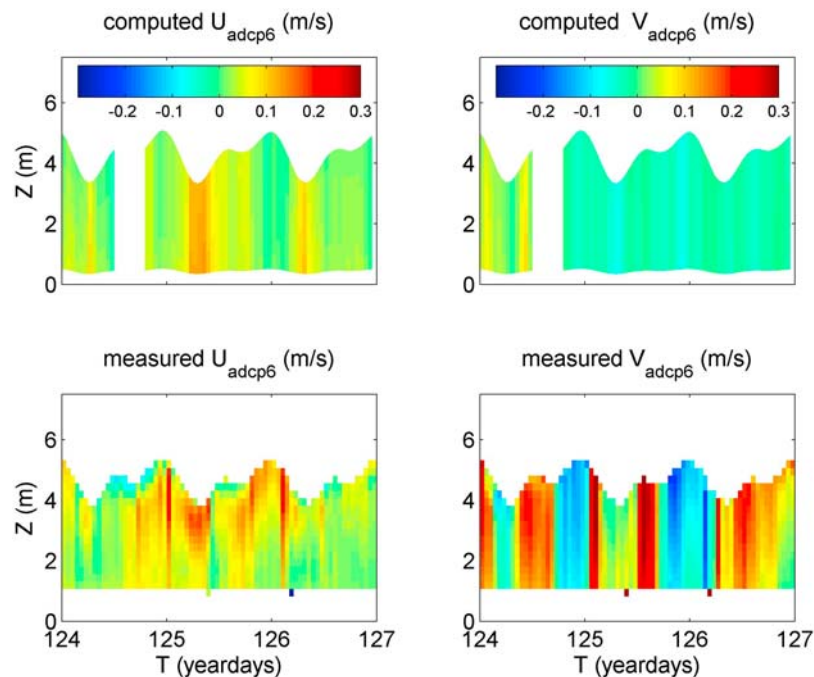 computed U_adcp6 (m/s)
computed V_adcp6 (m/s)
-0.2 -0.1 0 0.1 0.2 0.3
-0.2 -0.1 0 0.1 0.2 0.3
6
4
2
0
Z (m)
6
4
2
0
Z (m)
measured U_adcp6 (m/s)
measured V_adcp6 (m/s)
6
4
2
0
Z (m)
124 125 126 127
T (yeardays)
6
4
2
0
Z (m)
124 125 126 127
T (yeardays)